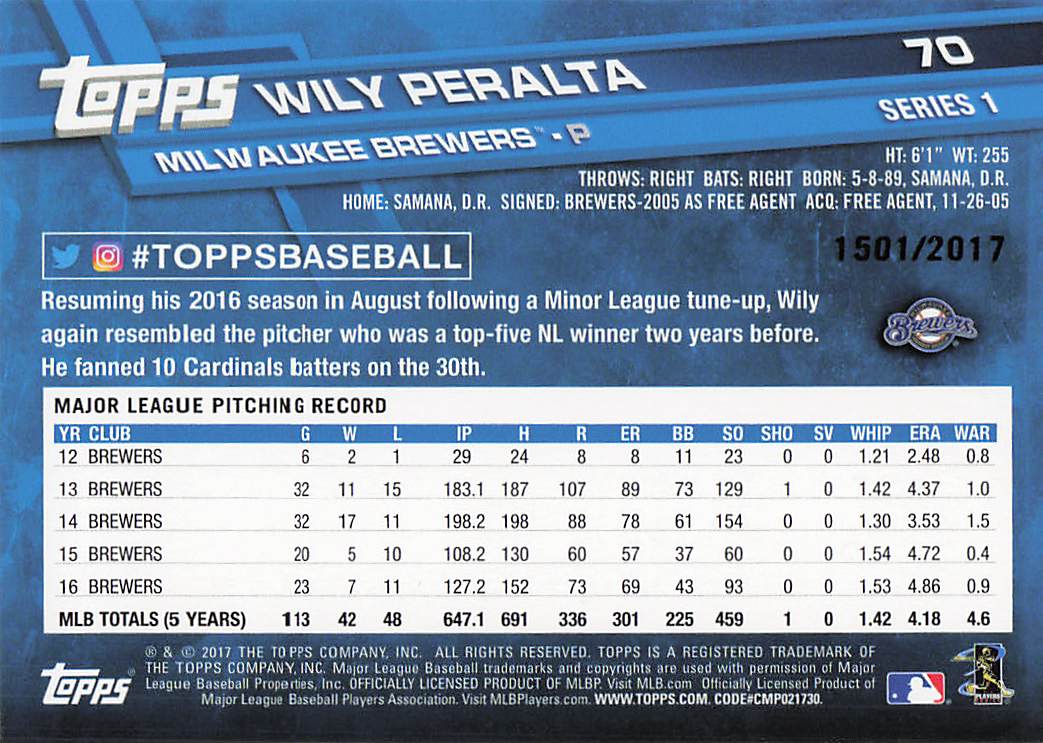 TOPPS WILY PERALTA 70
MILWAUKEE BREWERS™ - P SERIES 1
HT: 6'1" WT: 255
THROWS: RIGHT BATS: RIGHT BORN: 5-8-89, SAMANA, D.R.
HOME: SAMANA, D.R. SIGNED: BREWERS-2005 AS FREE AGENT ACQ: FREE AGENT, 11-26-05
#TOPPSBASEBALL
1501/2017
Resuming his 2016 season in August following a Minor League tune-up, Wily
again resembled the pitcher who was a top-five NL winner two years before.
He fanned 10 Cardinals batters on the 30th.
Brewers
MAJOR LEAGUE PITCHING RECORD
YR CLUB G W L IP H R ER BB SO SHO SV WHIP ERA WAR
12 BREWERS 6 2 1 29 24 8 8 11 23 0 0 1.21 2.48 0.8
13 BREWERS 32 11 15 183.1 187 107 89 73 129 1 0 1.42 4.37 1.0
14 BREWERS 32 17 11 198.2 198 88 78 61 154 0 0 1.30 3.53 1.5
15 BREWERS 20 5 10 108.2 130 60 57 37 60 0 0 1.54 4.72 0.4
16 BREWERS 23 7 11 127.2 152 73 69 43 93 0 0 1.53 4.86 0.9
MLB TOTALS (5 YEARS) 113 42 48 647.1 691 336 301 225 459 1 0 1.42 4.18 4.6
® & © 2017 THE TOPPS COMPANY, INC. ALL RIGHTS RESERVED. TOPPS IS A REGISTERED TRADEMARK OF
THE TOPPS COMPANY, INC. Major League Baseball trademarks and copyrights are used with permission of Major
League Baseball Properties, Inc. OFFICIALLY LICENSED PRODUCT OF MLBP. Visit MLB.com Officially Licensed Product of
Major League Baseball Players Association. Visit MLBPlayers.com. WWW.TOPPS.COM. CODE#CMP021730.
TOPPS
PLAYERS